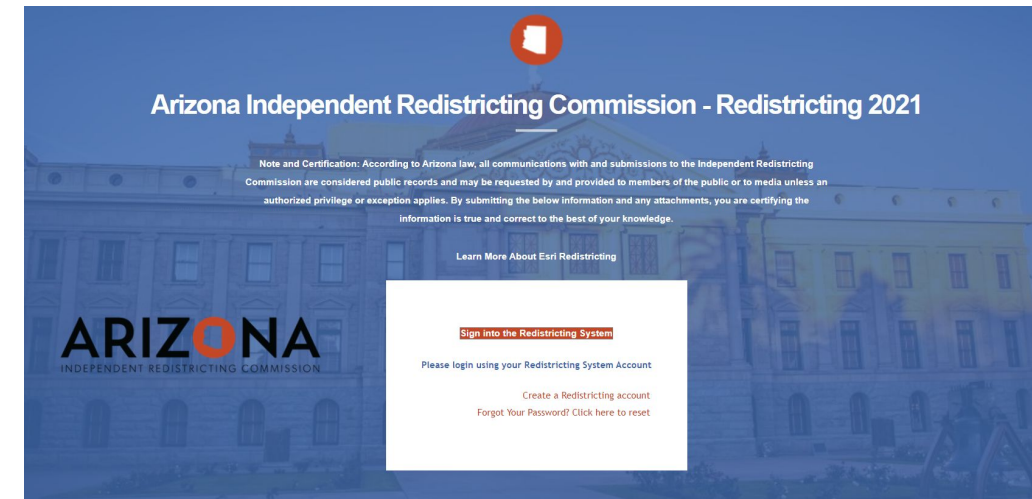 Arizona Independent Redistricting Commission - Redistricting 2021
Note and Certification: According to Arizona law, all communications with and submissions to the Independent Redistricting
Commission are considered public records and may be requested by and provided to members of the public or to media unless an
authorized privilege or exception applies. By submitting the below information and any attachments, you are certifying the
information is true and correct to the best of your knowledge.
Learn More About Esri Redistricting
ARIZONA
INDEPENDENT REDISTRICTING COMMISSION
Sign into the Redistricting System
Please login using your Redistricting System Account
Create a Redistricting account
Forgot Your Password? Click here to reset